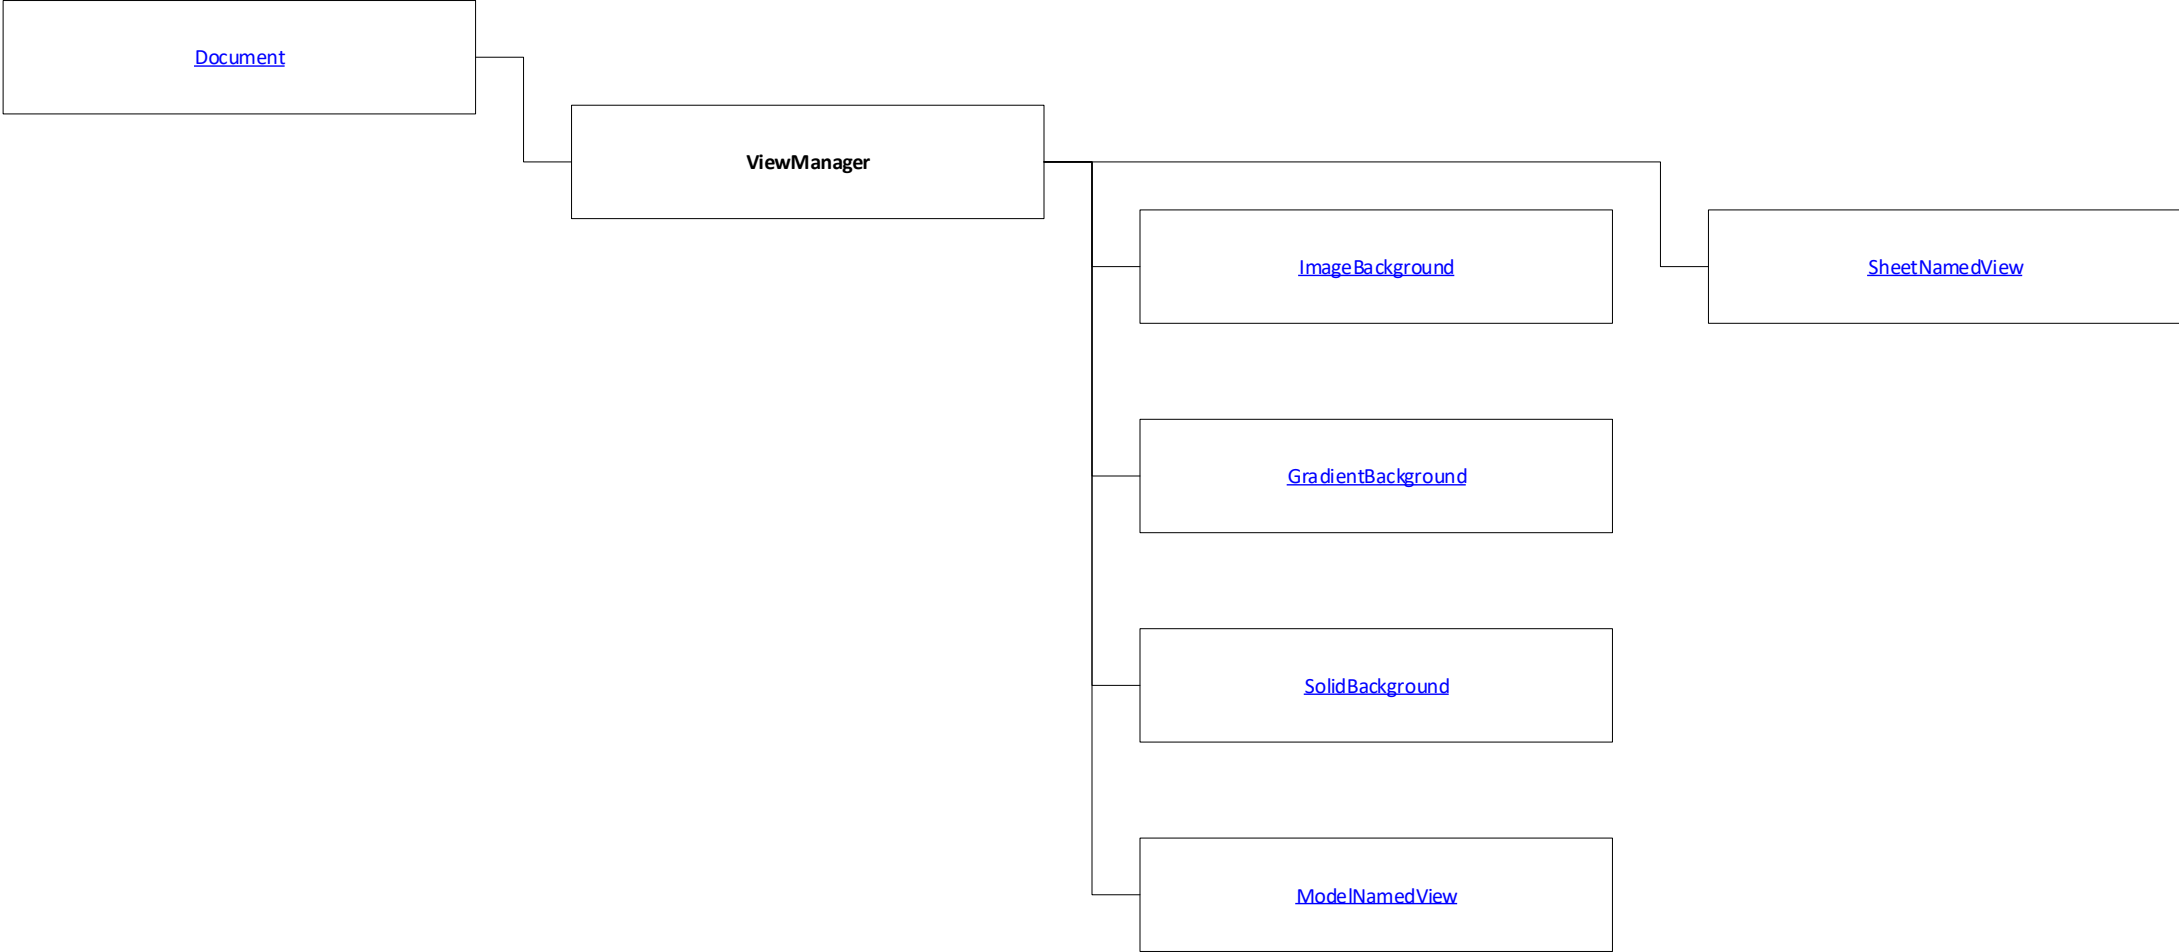 Document
ViewManager
ImageBackground
SheetNamedView
GradientBackground
SolidBackground
ModelNamedView